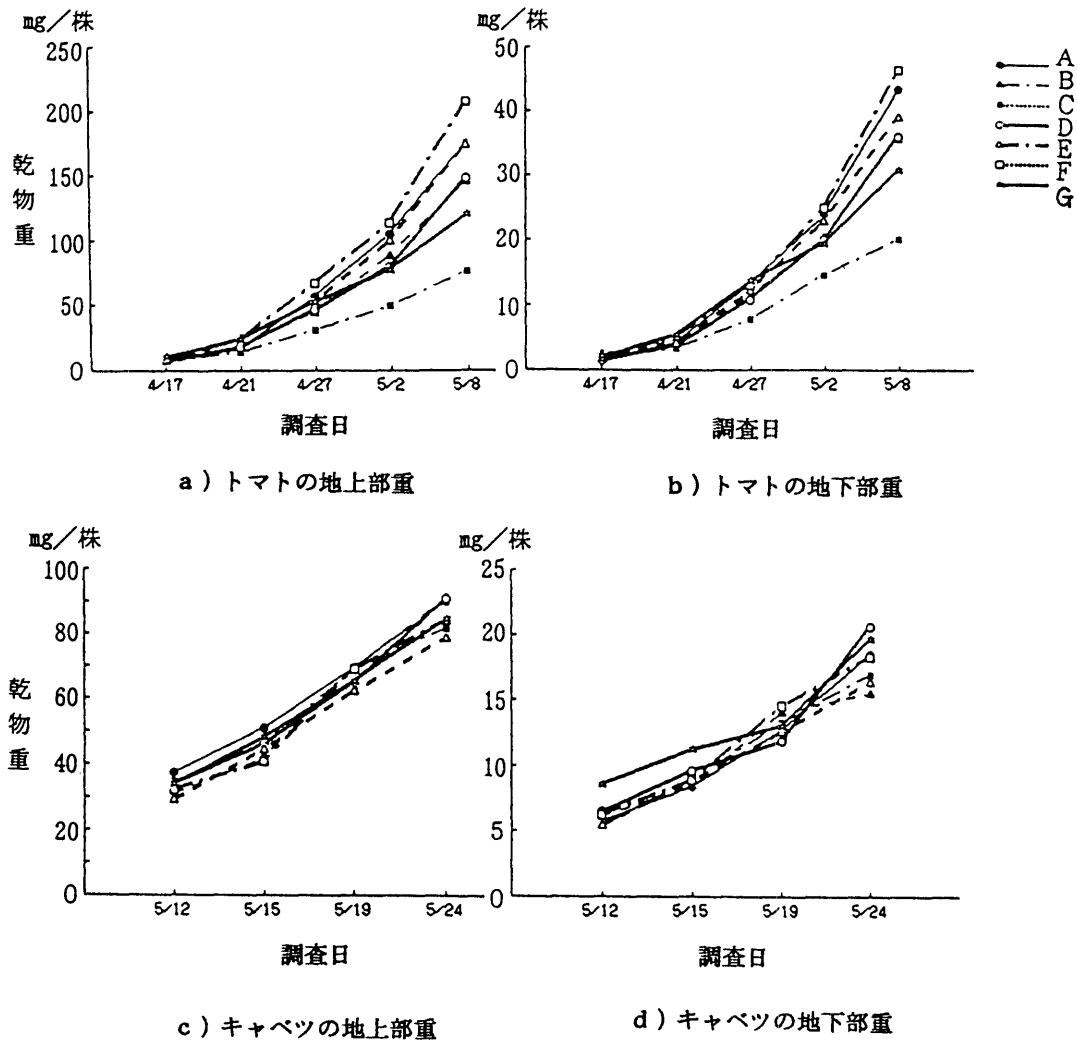 mg/株
250
200
150
100
50
0
乾物重
4/17 4/21 4/27 5/2 5/8
調査日
a)トマトの地上部重
mg/株
50
40
30
20
10
0
4/17 4/21 4/27 5/2 5/8
調査日
b)トマトの地下部重
A
B
C
D
E
F
G
mg/株
100
80
60
40
20
0
乾物重
5/12 5/15 5/19 5/24
調査日
c)キャベツの地上部重
mg/株
25
20
15
10
5
0
5/12 5/15 5/19 5/24
調査日
d)キャベツの地下部重